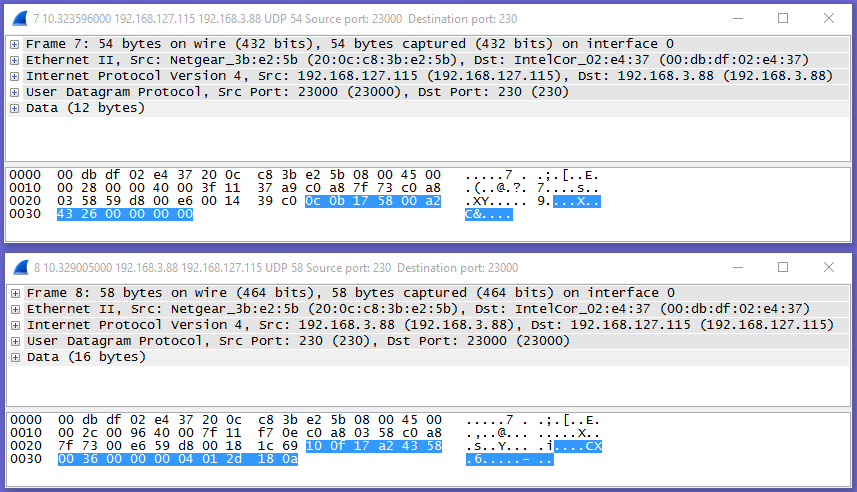 7 10.323596000 192.168.127.115 192.168.3.88 UDP 54 Source port: 23000  Destination port: 230
Frame 7: 54 bytes on wire (432 bits), 54 bytes captured (432 bits) on interface 0
Ethernet II, Src: Netgear_3b:e2:5b (20:0c:c8:3b:e2:5b), Dst: IntelCor_02:e4:37 (00:db:df:02:e4:37)
Internet Protocol Version 4, Src: 192.168.127.115 (192.168.127.115), Dst: 192.168.3.88 (192.168.3.88)
User Datagram Protocol, Src Port: 23000 (23000), Dst Port: 230 (230)
Data (12 bytes)
0000  00 db df 02 e4 37 20 0c  c8 3b e2 5b 08 00 45 00   .....7 . .;.[..E.
0010  00 28 00 00 40 00 3f 11  37 a9 c0 a8 7f 73 c0 a8   .(..@.?. 7....s..
0020  03 58 59 d8 00 e6 00 14  39 c0 0c 0b 17 58 00 a2   .XY..... 9....X..
0030  43 26 00 00 00 00                                  C&....
8 10.329005000 192.168.3.88 192.168.127.115 UDP 58 Source port: 230  Destination port: 23000
Frame 8: 58 bytes on wire (464 bits), 58 bytes captured (464 bits) on interface 0
Ethernet II, Src: Netgear_3b:e2:5b (20:0c:c8:3b:e2:5b), Dst: IntelCor_02:e4:37 (00:db:df:02:e4:37)
Internet Protocol Version 4, Src: 192.168.3.88 (192.168.3.88), Dst: 192.168.127.115 (192.168.127.115)
User Datagram Protocol, Src Port: 230 (230), Dst Port: 23000 (23000)
Data (16 bytes)
0000  00 db df 02 e4 37 20 0c  c8 3b e2 5b 08 00 45 00   .....7 . .;.[..E.
0010  00 2c 00 96 40 00 7f 11  f7 0e c0 a8 03 58 c0 a8   .,..@... .....X..
0020  7f 73 00 e6 59 d8 00 18  1c 69 10 0f 17 a2 43 58   .s..Y... .i....CX
0030  00 36 00 00 00 04 01 2d  18 0a                     .6.....- ..